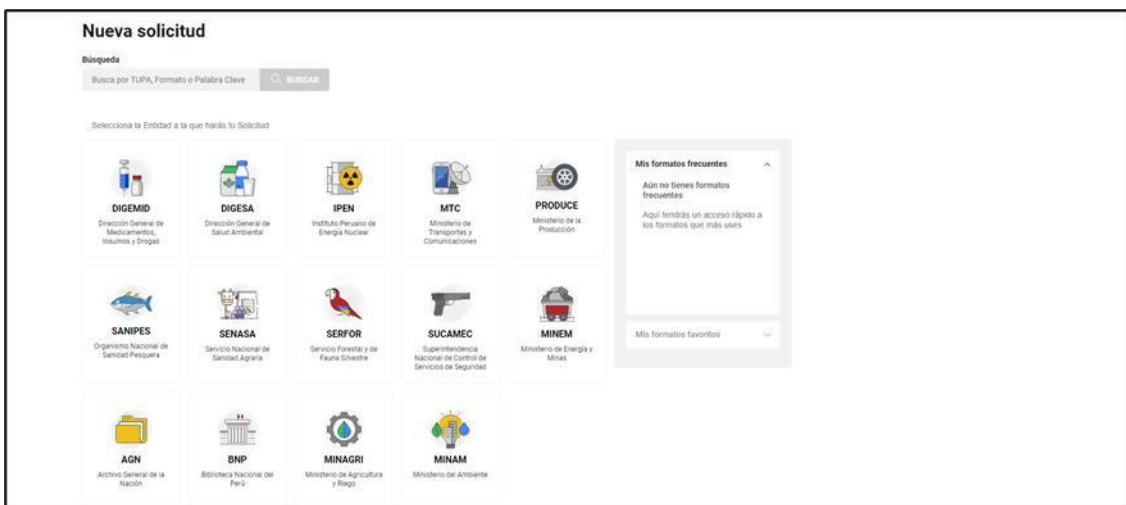 Nueva solicitud
Búsqueda
Busca por TUPA, Formato o Palabra Clave
BUSCAR
Selecciona la Entidad a la que harás tu Solicitud
DIGEMID
Dirección General de
Medicamentos,
Insumos y Drogas
DIGESA
Dirección General de
Salud Ambiental
IPEN
Instituto Peruano de
Energía Nuclear
MTC
Ministerio de
Transportes y
Comunicaciones
PRODUCE
Ministerio de la
Producción
SANIPES
Organismo Nacional de
Sanidad Pesquera
SENASA
Servicio Nacional de
Sanidad Agraria
SERFOR
Servicio Forestal y de
Fauna Silvestre
SUCAMEC
Superintendencia
Nacional de Control de
Servicios de Seguridad
MINEM
Ministerio de Energía y
Minas
AGN
Archivo General de la
Nación
BNP
Biblioteca Nacional del
Perú
MINAGRI
Ministerio de Agricultura
y Riego
MINAM
Ministerio del Ambiente
Mis formatos frecuentes
Aún no tienes formatos
frecuentes
Aquí tendrás un acceso rápido a
los formatos que más uses
Mis formatos favoritos